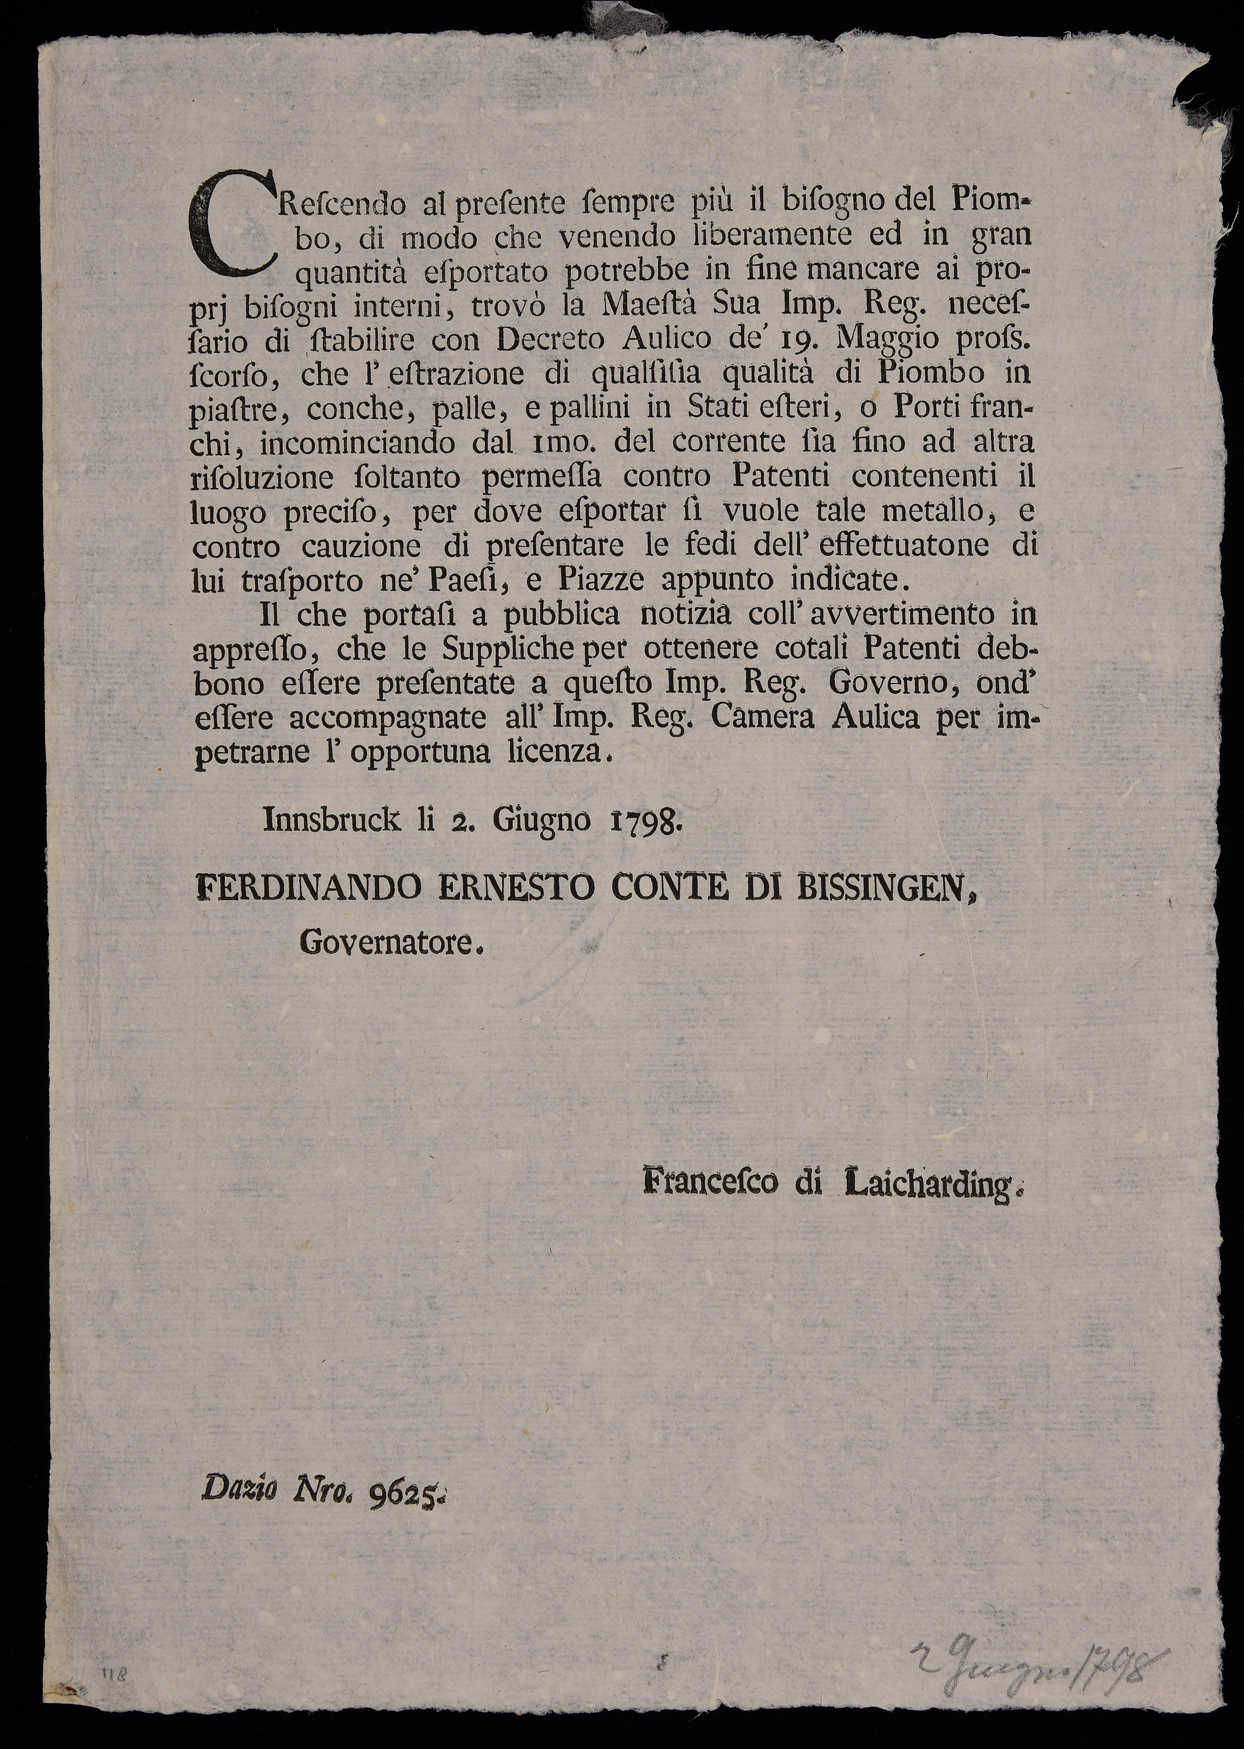 CReſcendo al preſente ſempre più il biſogno del Piom-
bo, di modo che venendo liberamente ed in gran
quantità eſportato potrebbe in fine mancare ai pro-
prj biſogni interni, trovò la Maeſtà Sua Imp. Reg. neceſ-
ſario di ſtabilire con Decreto Aulico de' 19. Maggio proſs.
ſcorſo, che l' eſtrazione di qualſiſia qualità di Piombo in
piaſtre, conche, palle, e pallini in Stati eſteri, o Porti fran-
chi, incominciando dal 1mo. del corrente ſia fino ad altra
riſoluzione ſoltanto permeſſa contro Patenti contenenti il
luogo preciſo, per dove eſportar ſi vuole tale metallo, e
contro cauzione di preſentare le fedi dell' effettuatone di
lui traſporto ne' Paeſi, e Piazze appunto indicate.
Il che portaſi a pubblica notizia coll' avvertimento in
appreſſo, che le Suppliche per ottenere cotali Patenti deb-
bono eſſere preſentate a queſto Imp. Reg. Governo, ond'
eſſere accompagnate all' Imp. Reg. Camera Aulica per im-
petrarne l' opportuna licenza.
Innsbruck li 2. Giugno 1798.
FERDINANDO ERNESTO CONTE DI BISSINGEN,
Governatore.
Franceſco di Laicharding.
Dazio Nro. 9625.
118
2 Giugno 1798